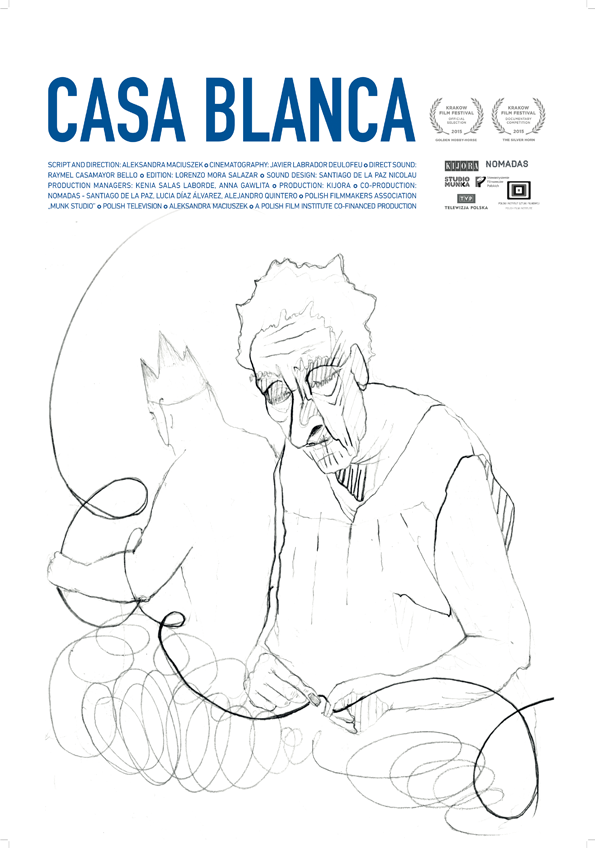 CASA BLANCA
SCRIPT AND DIRECTION: ALEKSANDRA MACIUSZEK ✪ CINEMATOGRAPHY: JAVIER LABRADOR DEULOFEU ✪ DIRECT SOUND:
RAYMEL CASAMAYOR BELLO ✪ EDITION: LORENZO MORA SALAZAR ✪ SOUND DESIGN: SANTIAGO DE LA PAZ NICOLAU
PRODUCTION MANAGERS: KENIA SALAS LABORDE, ANNA GAWLITA ✪ PRODUCTION: KIJORA ✪ CO-PRODUCTION:
NOMADAS - SANTIAGO DE LA PAZ, LUCIA DÍAZ ÁLVAREZ, ALEJANDRO QUINTERO ✪ POLISH FILMMAKERS ASSOCIATION
„MUNK STUDIO" ✪ POLISH TELEVISION ✪ ALEKSANDRA MACIUSZEK ✪ A POLISH FILM INSTITUTE CO-FINANCED PRODUCTION
KRAKOW
FILM FESTIVAL
OFFICIAL
SELECTION
2015
GOLDEN HOBBY-HORSE
KRAKOW
FILM FESTIVAL
DOCUMENTARY
COMPETITION
2015
THE SILVER HORN
KIJORA
NOMADAS
STUDIO
MUNKA
TVP
TELEWIZJA POLSKA